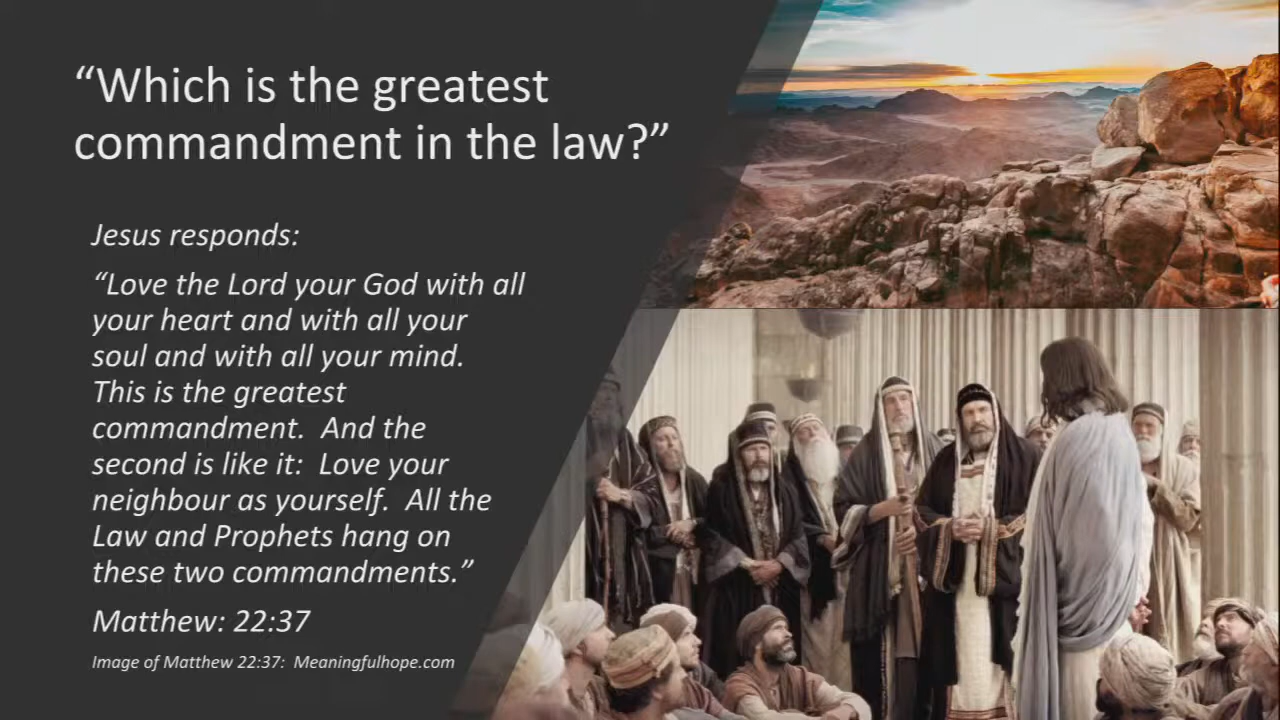 “Which is the greatest
commandment in the law?”
Jesus responds:
“Love the Lord your God with all
your heart and with all your
soul and with all your mind.
This is the greatest
commandment.  And the
second is like it:  Love your
neighbour as yourself.  All the
Law and Prophets hang on
these two commandments.”
Matthew: 22:37
Image of Matthew 22:37:  Meaningfulhope.com